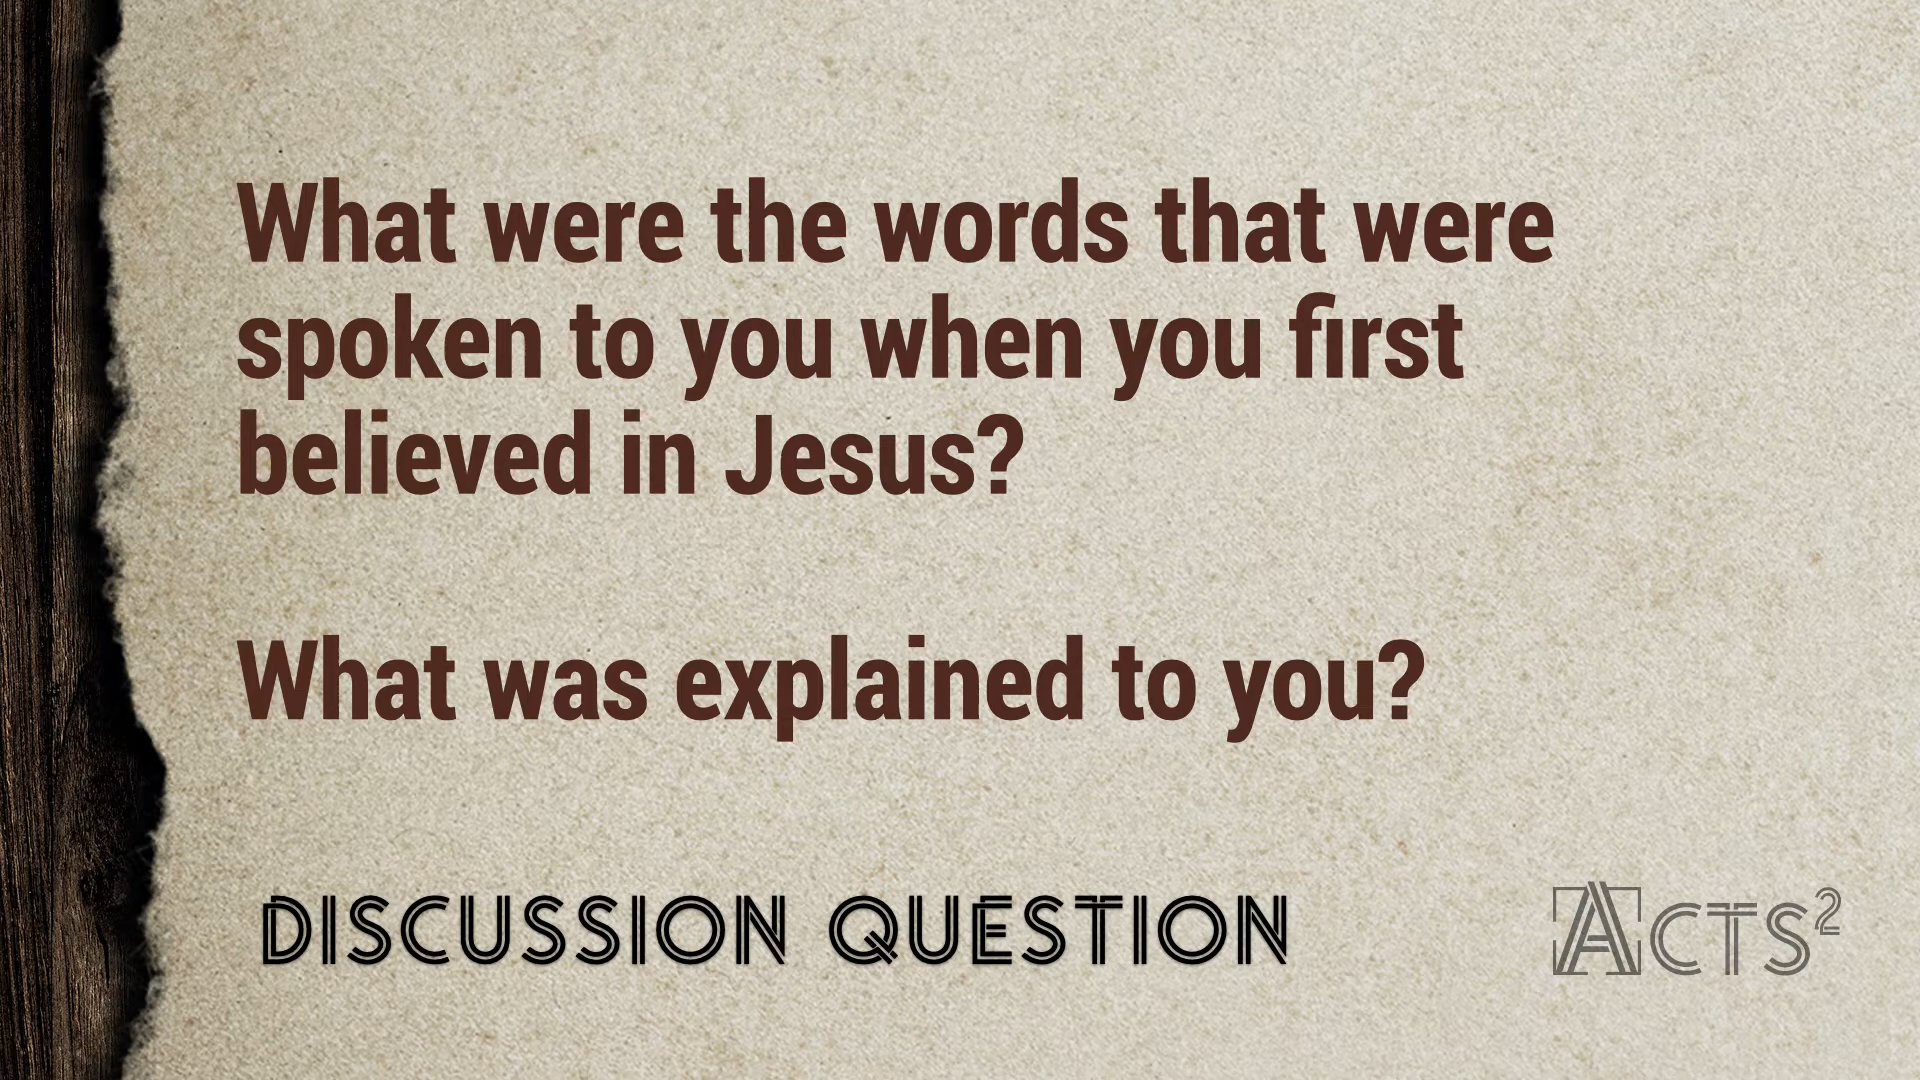 What were the words that were
spoken to you when you first
believed in Jesus?
What was explained to you?
DISCUSSION QUESTION
ACTS²